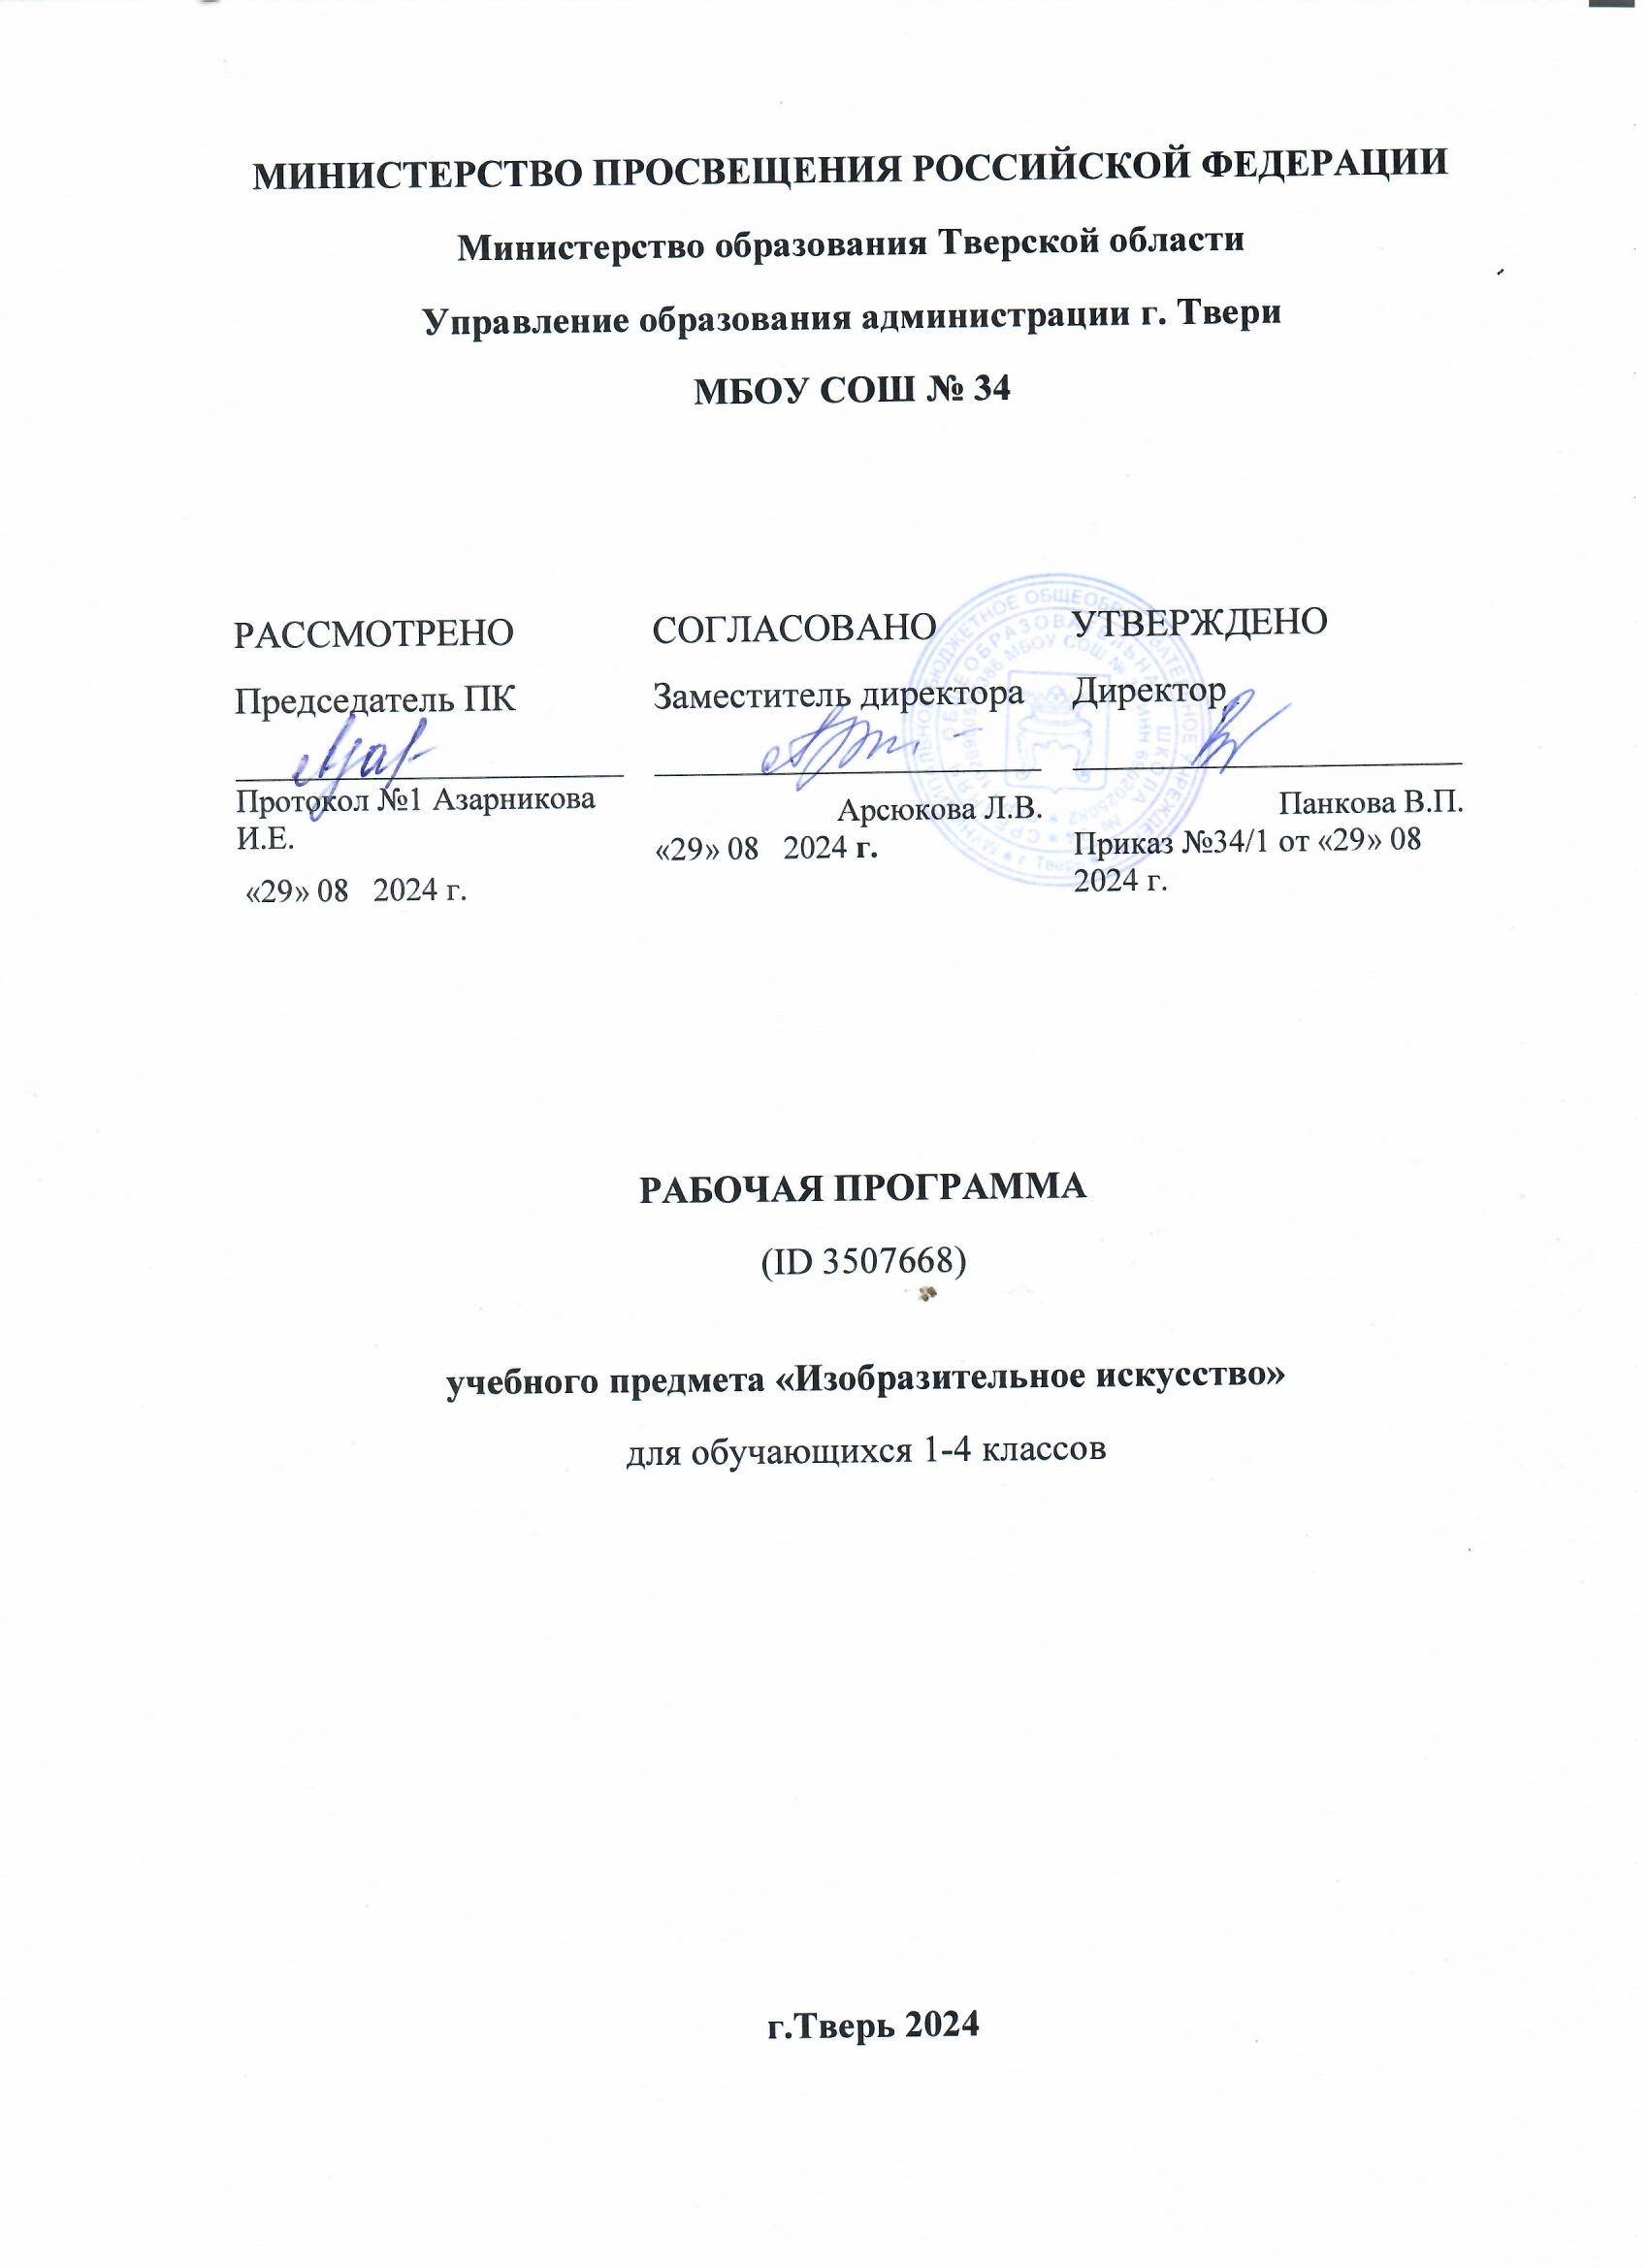 МИНИСТЕРСТВО ПРОСВЕЩЕНИЯ РОССИЙСКОЙ ФЕДЕРАЦИИ
Министерство образования Тверской области
Управление образования администрации г. Твери
МБОУ СОШ № 34
РАССМОТРЕНО
Председатель ПК
Протокол №1 Азарникова
И.Е.
«29» 08 2024 г.
СОГЛАСОВАНО
Заместитель директора
Арсюкова Л.В.
«29» 08 2024 г.
УТВЕРЖДЕНО
Директор
Панкова В.П.
Приказ №34/1 от «29» 08
2024 г.
РАБОЧАЯ ПРОГРАММА
(ID 3507668)
учебного предмета «Изобразительное искусство»
для обучающихся 1-4 классов
г.Тверь 2024